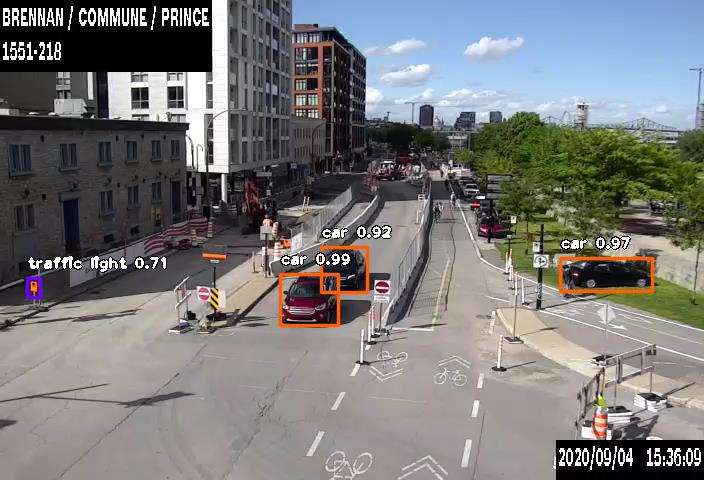 BRENNAN / COMMUNE / PRINCE
1551-218
car 0.92
car 0.97
car 0.99
traffic light 0.71
2020/09/04 15:36:09